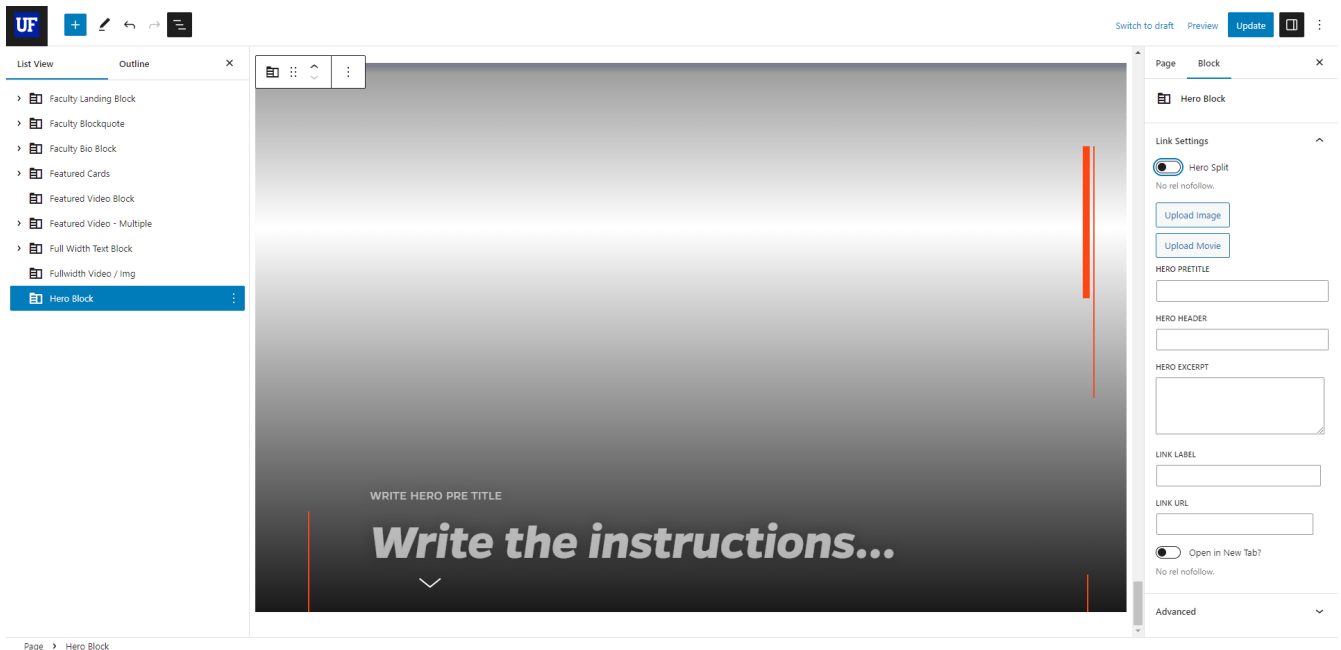 UF
Switch to draft
Preview
Update
List View
Outline
Faculty Landing Block
Faculty Blockquote
Faculty Bio Block
Featured Cards
Featured Video Block
Featured Video - Multiple
Full Width Text Block
Fullwidth Video / Img
Hero Block
WRITE HERO PRE TITLE
Write the instructions...
Page
Block
Hero Block
Link Settings
Hero Split
No rel nofollow.
Upload Image
Upload Movie
HERO PRETITLE
HERO HEADER
HERO EXCERPT
LINK LABEL
LINK URL
Open in New Tab?
No rel nofollow.
Advanced
Page > Hero Block